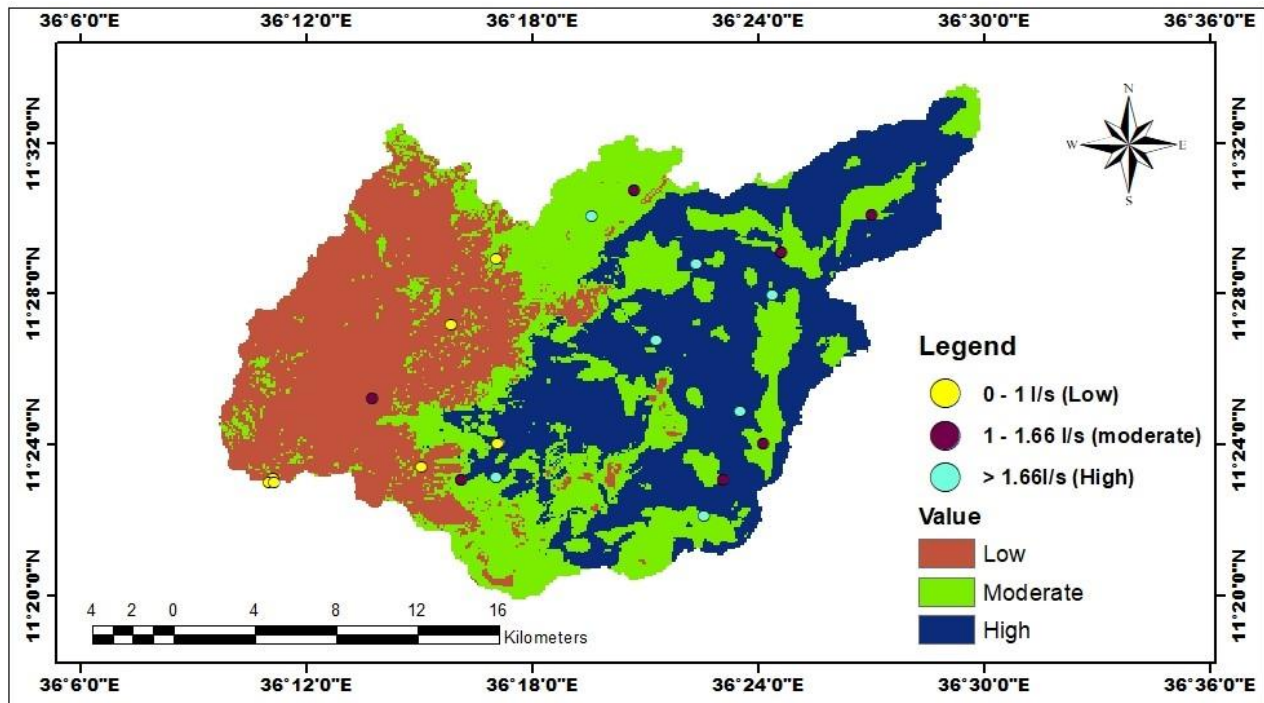 36°6'0"E 36°12'0"E 36°18'0"E 36°24'0"E 36°30'0"E 36°36'0"E
11°32'0"N 11°32'0"N
11°28'0"N 11°28'0"N
11°24'0"N 11°24'0"N
11°20'0"N 11°20'0"N
N
W E
S
Legend
0 - 1 l/s (Low)
1 - 1.66 l/s (moderate)
> 1.66l/s (High)
Value
Low
Moderate
High
4 2 0 4 8 12 16
Kilometers
36°6'0"E 36°12'0"E 36°18'0"E 36°24'0"E 36°30'0"E 36°36'0"E